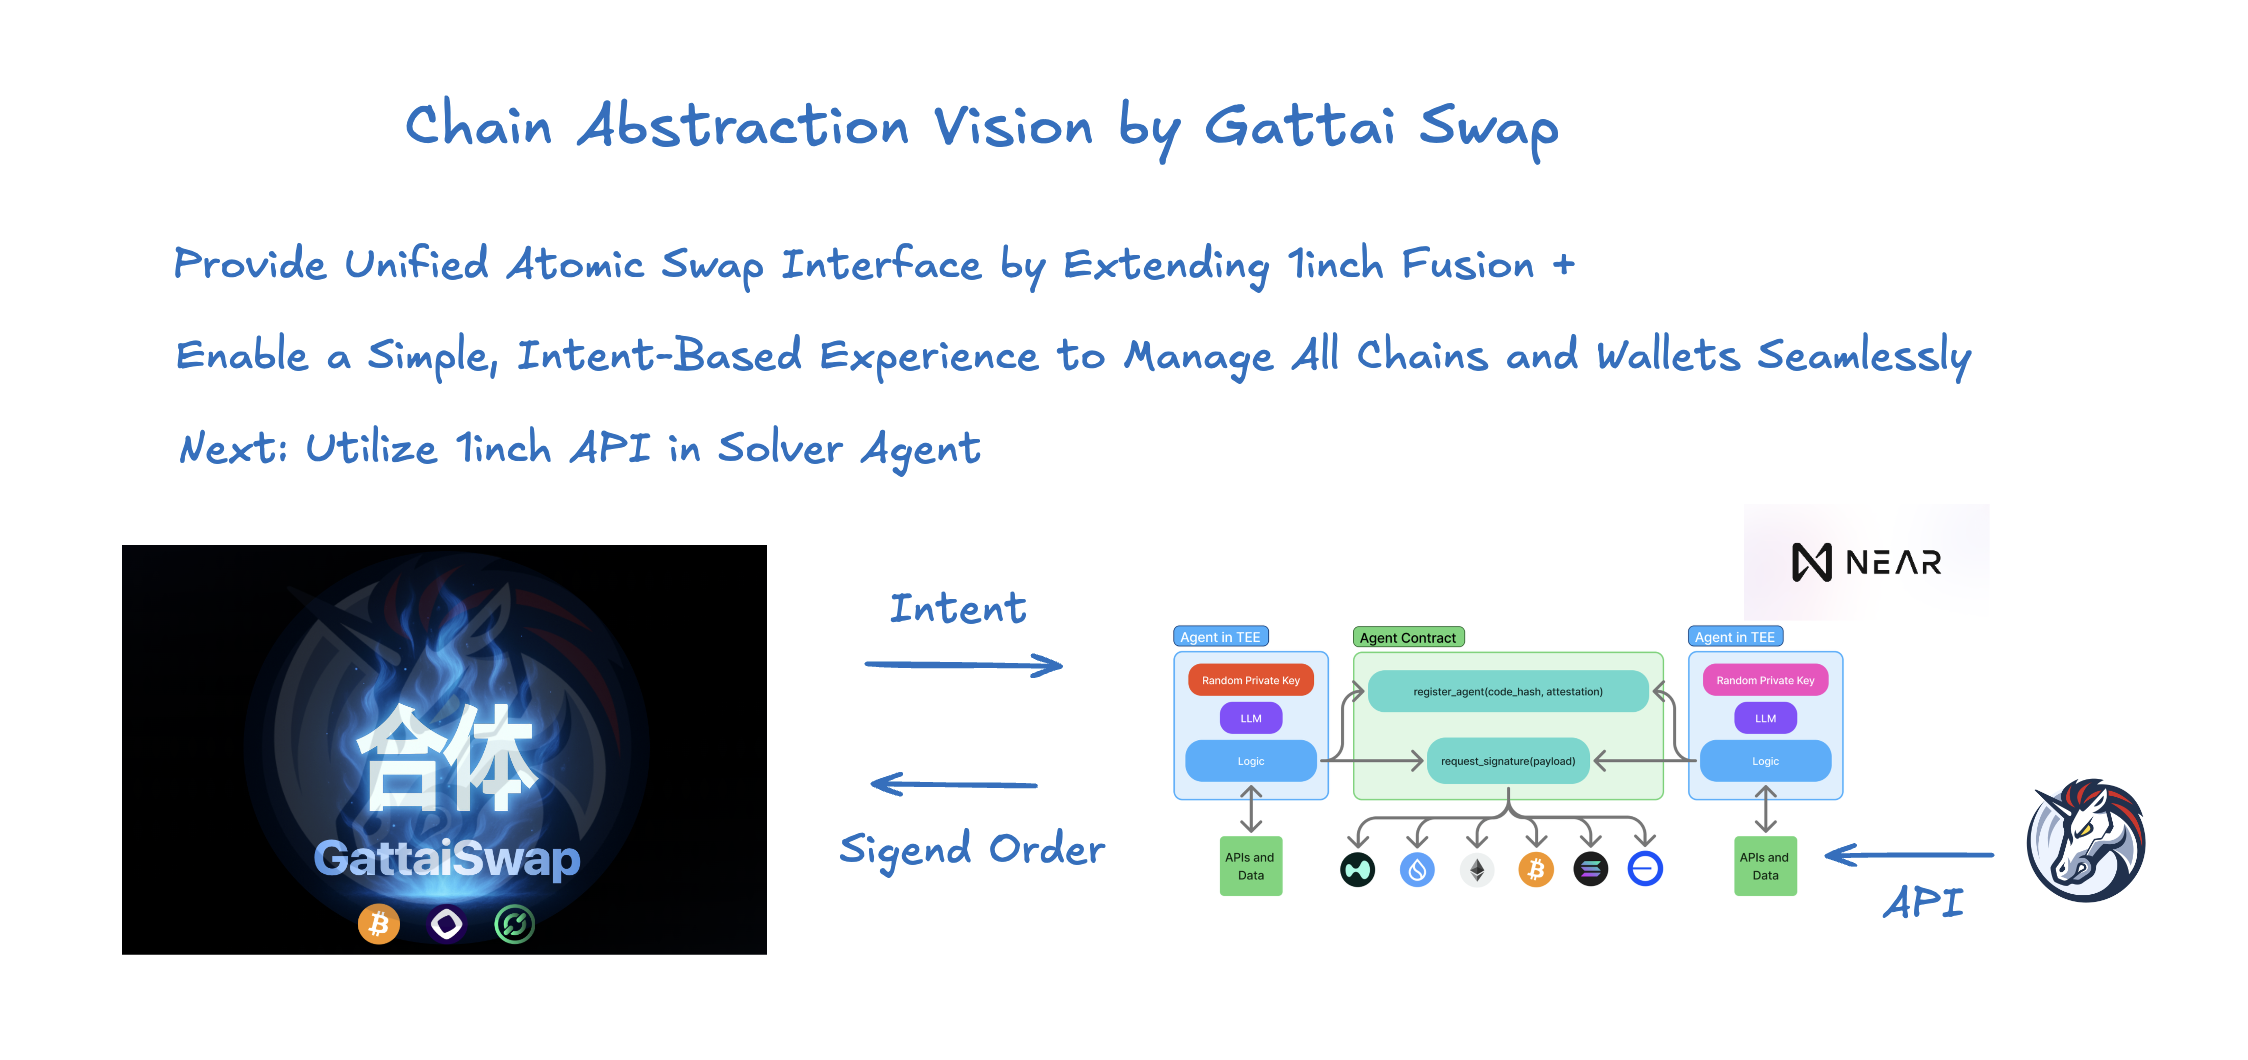 Chain Abstraction Vision by Gattai Swap
Provide Unified Atomic Swap Interface by Extending 1inch Fusion +
Enable a Simple, Intent-Based Experience to Manage All Chains and Wallets Seamlessly
Next: Utilize 1inch API in Solver Agent
合体
GattaiSwap
Intent
Sigend Order
NEAR
Agent in TEE
Random Private Key
LLM
Logic
APIs and
Data
Agent Contract
register_agent(code_hash, attestation)
request_signature(payload)
Agent in TEE
Random Private Key
LLM
Logic
APIs and
Data
API